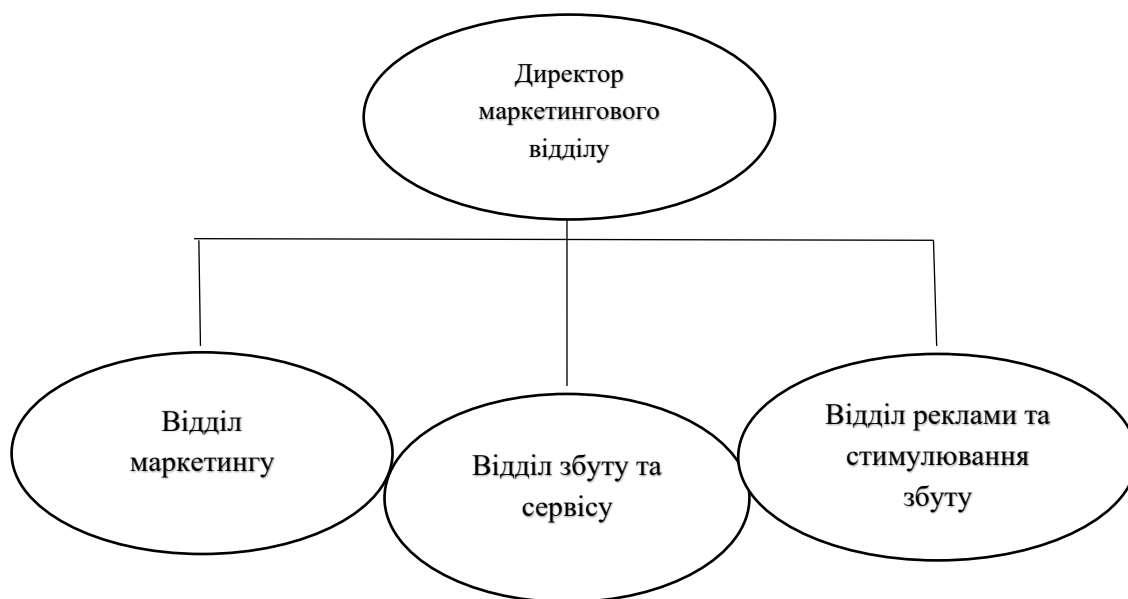 Директор
маркетингового
відділу
Відділ
маркетингу
Відділ збуту та
сервісу
Відділ реклами та
стимулювання
збуту